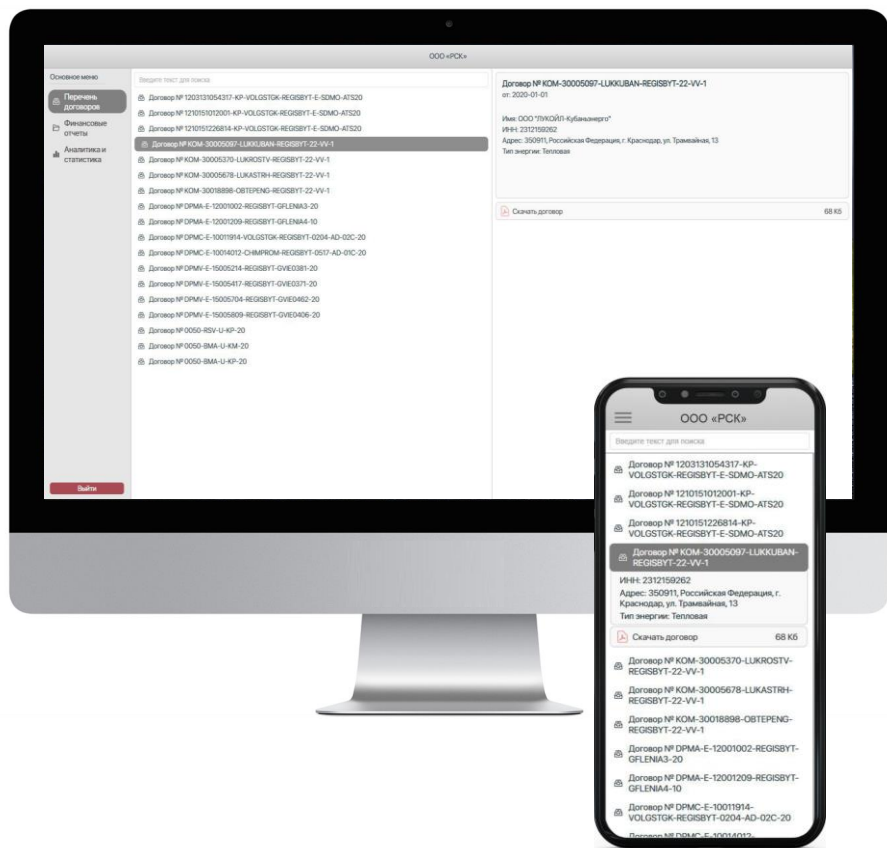 ООО «РСК»
Основное меню
Перечень
договоров
Финансовые
отчеты
Аналитика и
статистика
Выйти
Введите текст для поиска
Договор № 1203131054317-KP-VOLGSTGK-REGISBYT-E-SDMO-ATS20
Договор № 1210151012001-KP-VOLGSTGK-REGISBYT-E-SDMO-ATS20
Договор № 1210151226814-KP-VOLGSTGK-REGISBYT-E-SDMO-ATS20
Договор № KOM-30005097-LUKKUBAN-REGISBYT-22-VV-1
Договор № KOM-30005370-LUKROSTV-REGISBYT-22-VV-1
Договор № KOM-30005678-LUKASTRH-REGISBYT-22-VV-1
Договор № KOM-30018898-OBTEPENG-REGISBYT-22-VV-1
Договор № DPMA-E-12001002-REGISBYT-GFLENIA3-20
Договор № DPMA-E-12001209-REGISBYT-GFLENIA4-10
Договор № DPMC-E-10011914-VOLGSTGK-REGISBYT-0204-AD-02C-20
Договор № DPMC-E-10014012-CHIMPROM-REGISBYT-0517-AD-01C-20
Договор № DPMV-E-15005214-REGISBYT-GVIE0381-20
Договор № DPMV-E-15005417-REGISBYT-GVIE0371-20
Договор № DPMV-E-15005704-REGISBYT-GVIE0462-20
Договор № DPMV-E-15005809-REGISBYT-GVIE0406-20
Договор № 0050-RSV-U-KP-20
Договор № 0050-BMA-U-KM-20
Договор № 0050-BMA-U-KP-20
Договор № KOM-30005097-LUKKUBAN-REGISBYT-22-VV-1
от: 2020-01-01
Имя: ООО "ЛУКОЙЛ-Кубаньэнерго"
ИНН: 2312159262
Адрес: 350911, Российская Федерация, г. Краснодар, ул. Трамвайная, 13
Тип энергии: Тепловая
Скачать договор 68 Кб
ООО «РСК»
Введите текст для поиска
Договор № 1203131054317-KP-
VOLGSTGK-REGISBYT-E-SDMO-ATS20
Договор № 1210151012001-KP-
VOLGSTGK-REGISBYT-E-SDMO-ATS20
Договор № 1210151226814-KP-
VOLGSTGK-REGISBYT-E-SDMO-ATS20
Договор № KOM-30005097-LUKKUBAN-
REGISBYT-22-VV-1
ИНН: 2312159262
Адрес: 350911, Российская Федерация, г.
Краснодар, ул. Трамвайная, 13
Тип энергии: Тепловая
Скачать договор 68 Кб
Договор № KOM-30005370-LUKROSTV-
REGISBYT-22-VV-1
Договор № KOM-30005678-LUKASTRH-
REGISBYT-22-VV-1
Договор № KOM-30018898-OBTEPENG-
REGISBYT-22-VV-1
Договор № DPMA-E-12001002-REGISBYT-
GFLENIA3-20
Договор № DPMA-E-12001209-REGISBYT-
GFLENIA4-10
Договор № DPMC-E-10011914-
VOLGSTGK-REGISBYT-0204-AD-02C-20
Договор № DPMC-E-10014012-